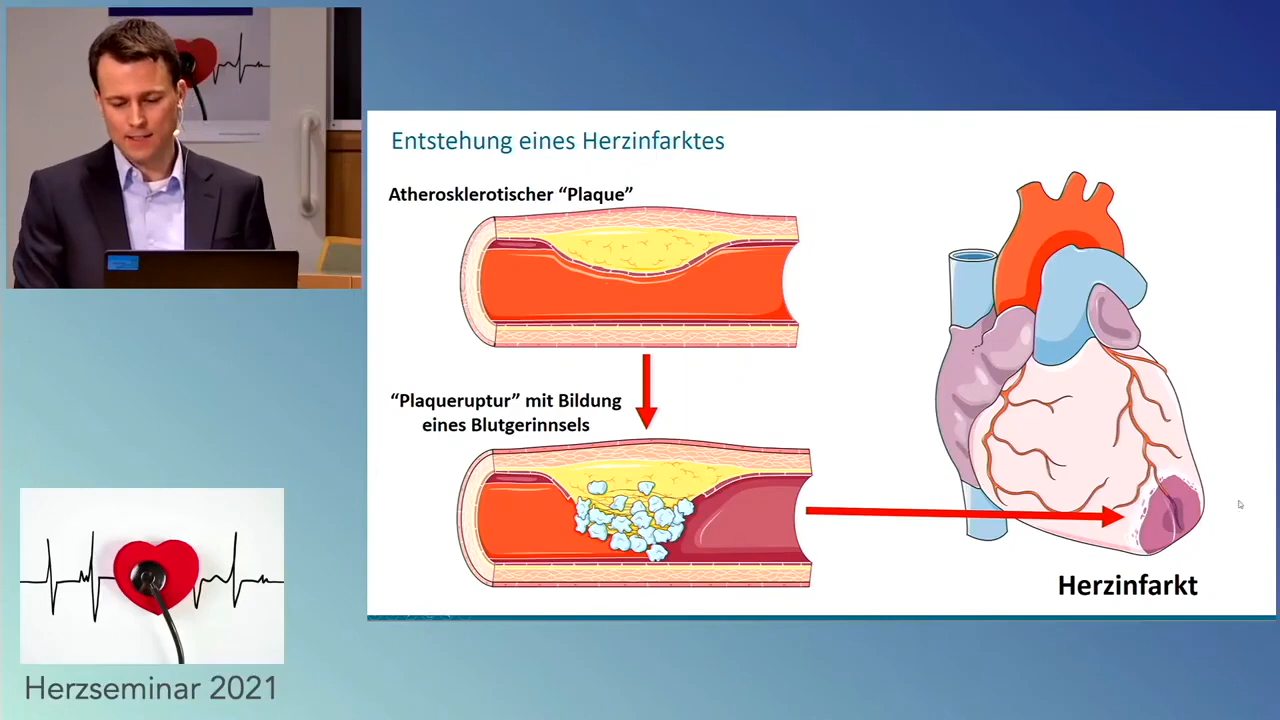 Entstehung eines Herzinfarktes
Atherosklerotischer “Plaque”
“Plaqueruptur” mit Bildung
eines Blutgerinnsels
Herzinfarkt
Herzseminar 2021